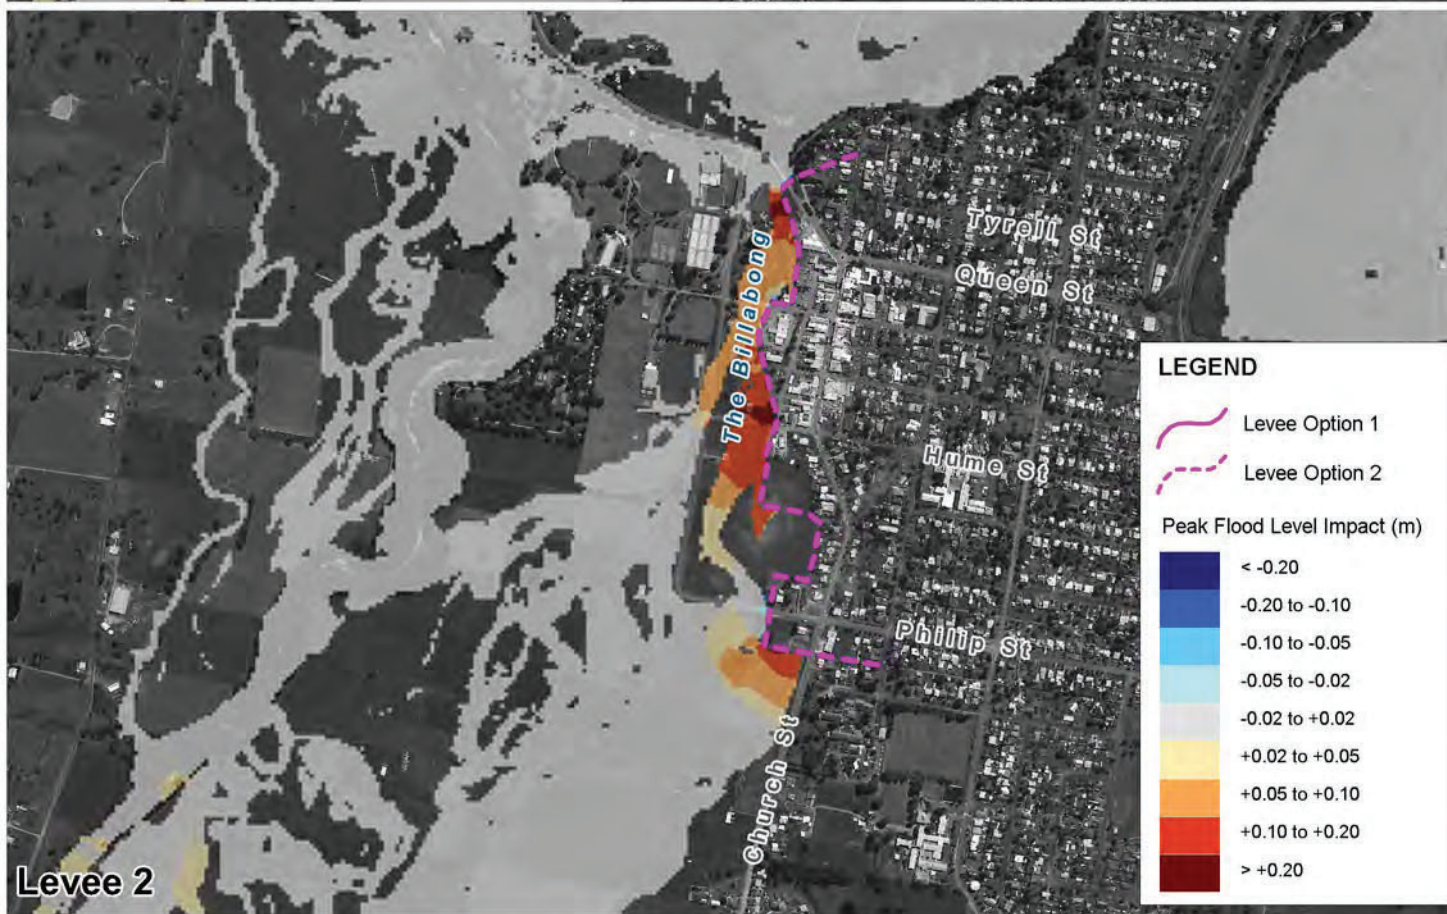 Tyrell St
Queen St
The Billabong
Hume St
Philip St
Church St
Levee 2
LEGEND
Levee Option 1
Levee Option 2
Peak Flood Level Impact (m)
< -0.20
-0.20 to -0.10
-0.10 to -0.05
-0.05 to -0.02
-0.02 to +0.02
+0.02 to +0.05
+0.05 to +0.10
+0.10 to +0.20
> +0.20